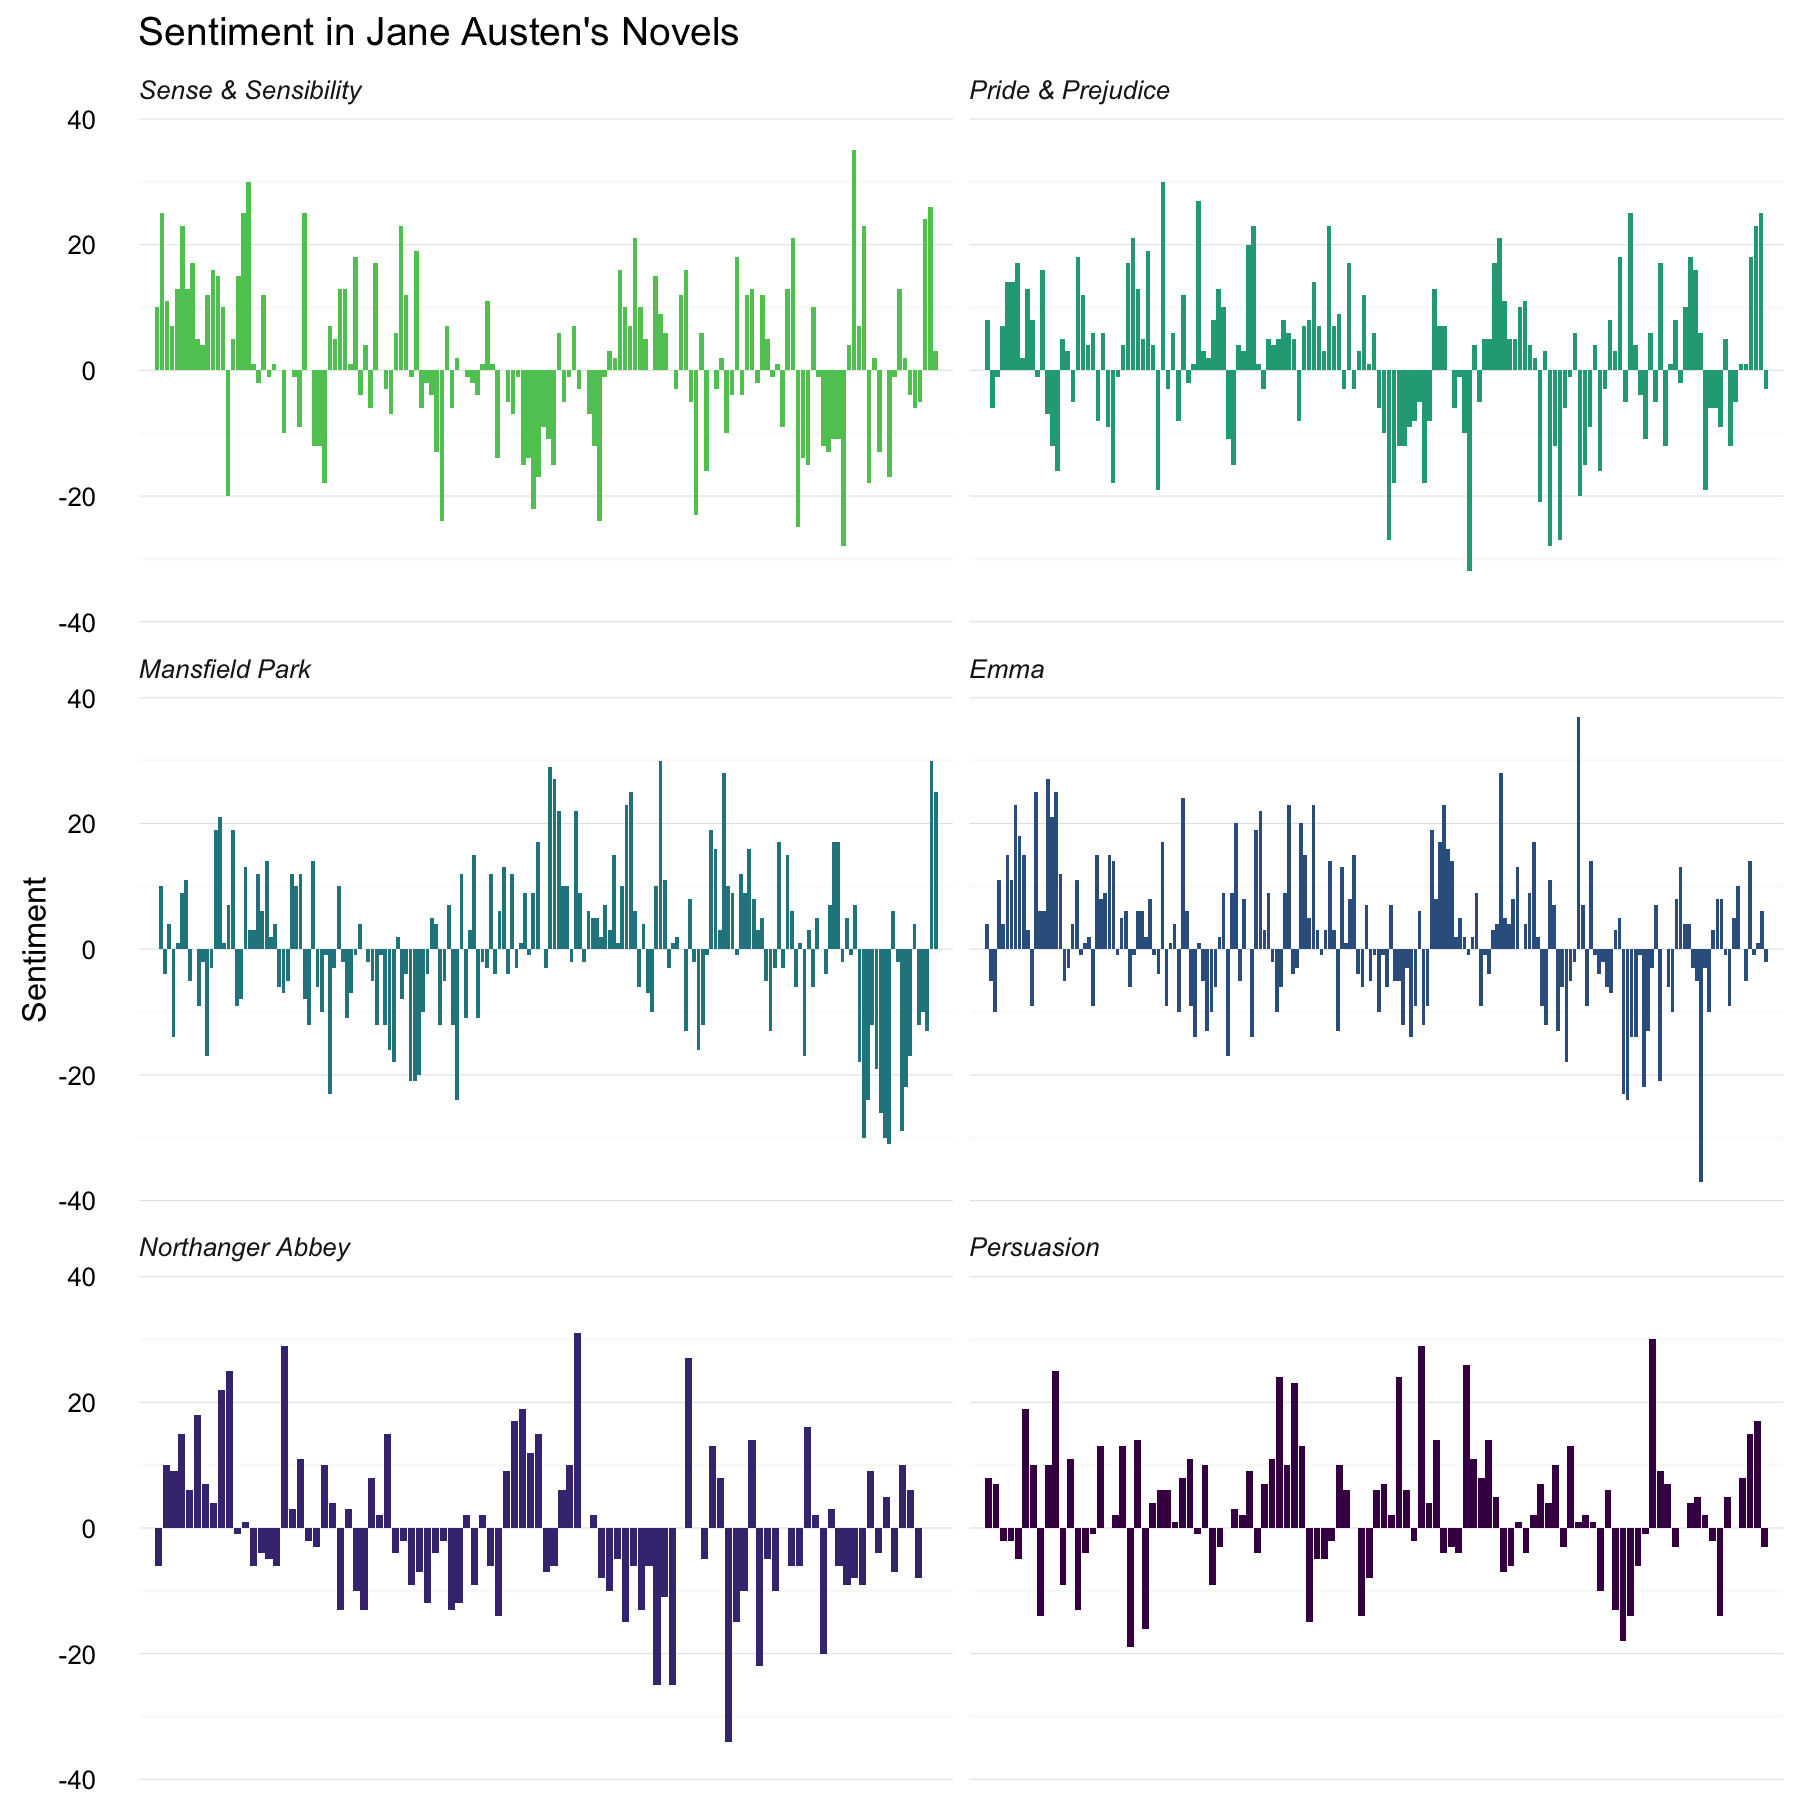 Sentiment in Jane Austen's Novels
Sense & Sensibility
Pride & Prejudice
40
20
0
-20
-40
Mansfield Park
Emma
40
20
0
-20
-40
Sentiment
Northanger Abbey
Persuasion
40
20
0
-20
-40